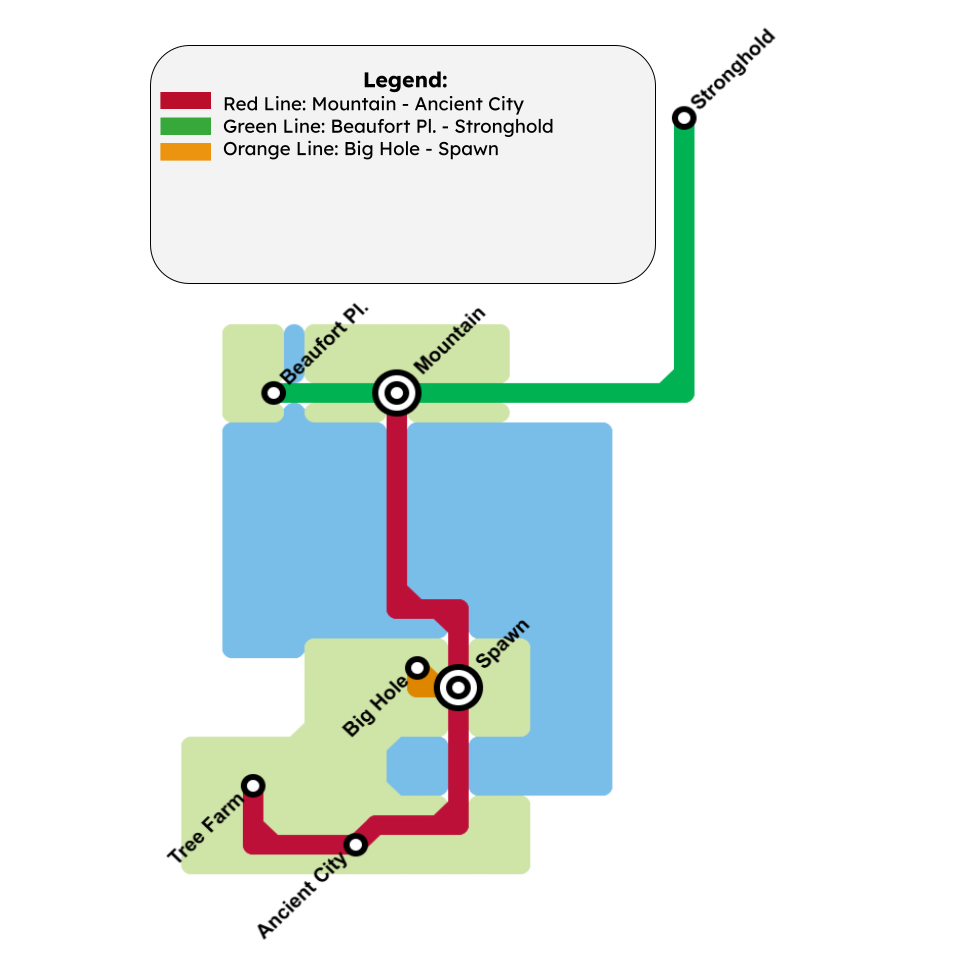 Stronghold
Legend:
Red Line: Mountain - Ancient City
Green Line: Beaufort Pl. - Stronghold
Orange Line: Big Hole - Spawn
Beaufort Pl.
Mountain
Spawn
Big Hole
Tree Farm
Ancient City